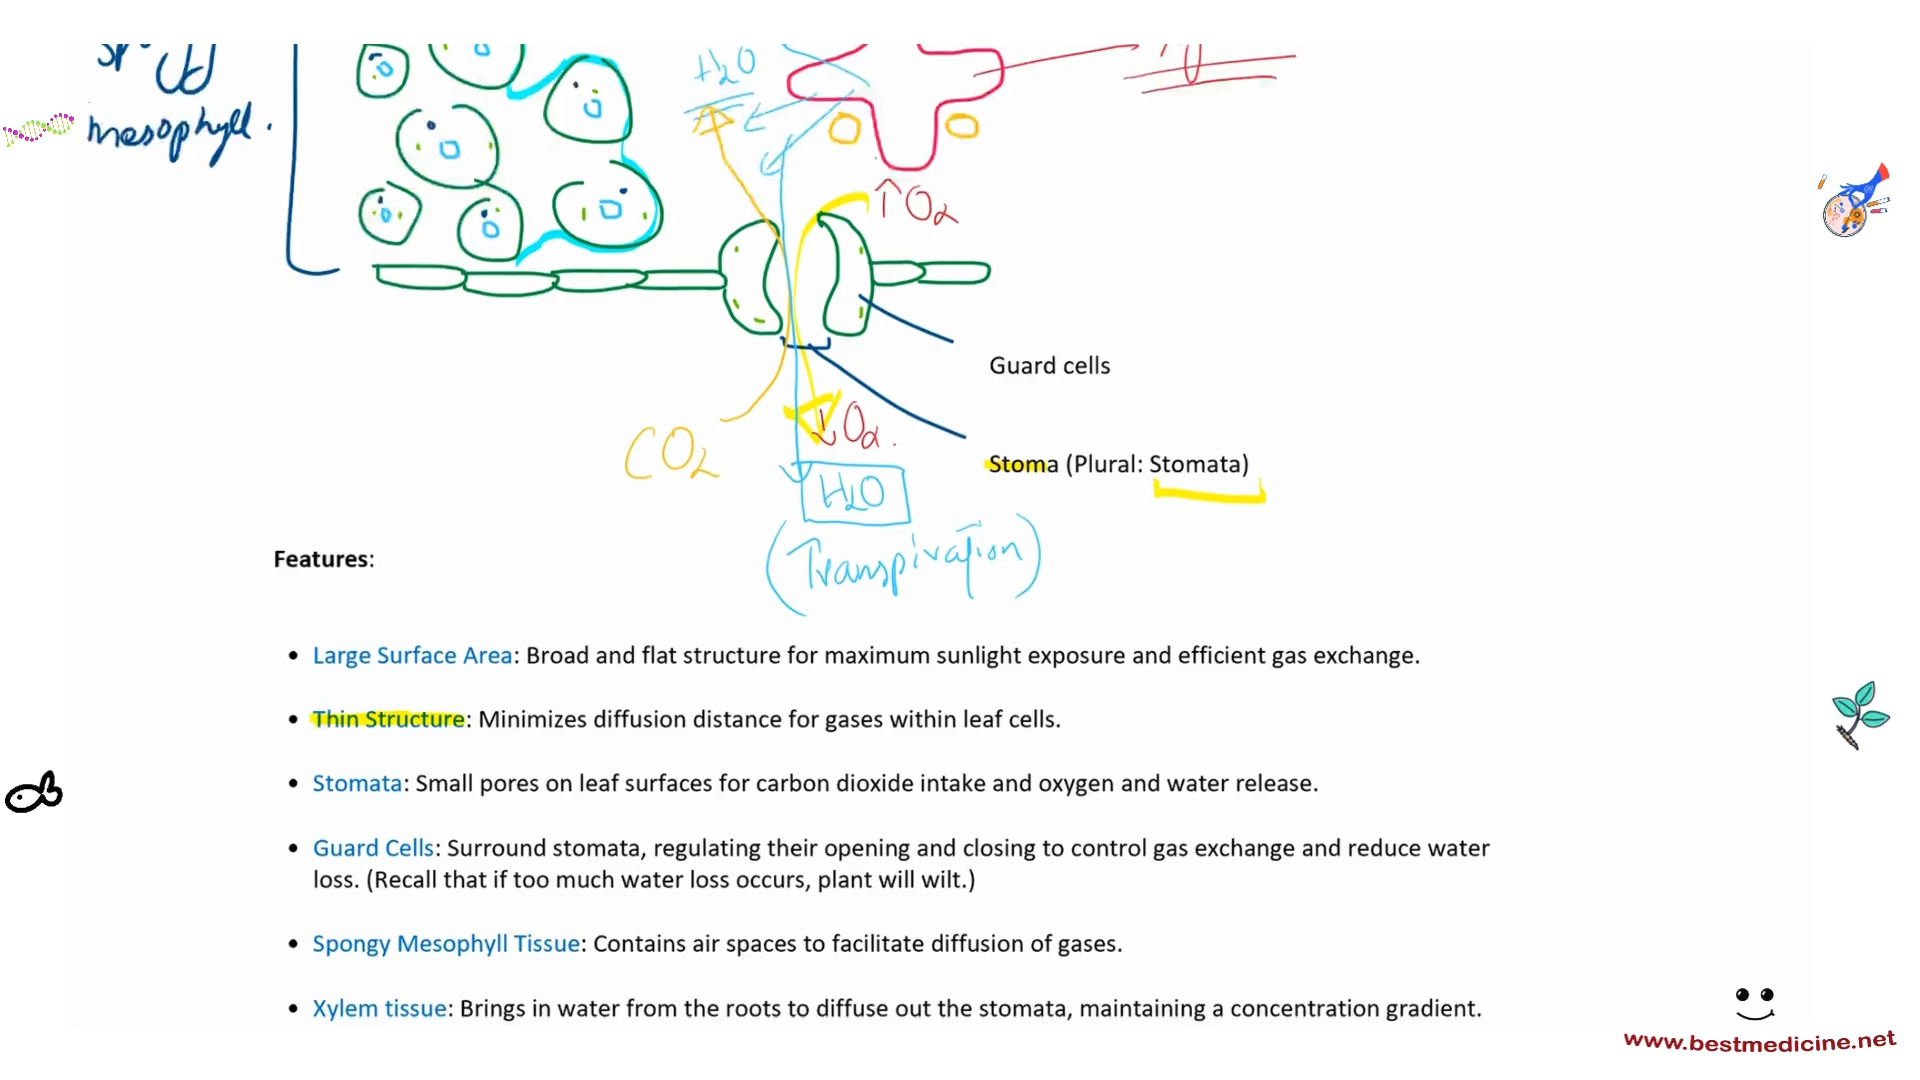 mesophyll.
H2O
↑O2
Guard cells
CO2
↓O2.
Stoma (Plural: Stomata)
H2O
(Transpiration)
Features:
• Large Surface Area: Broad and flat structure for maximum sunlight exposure and efficient gas exchange.
• Thin Structure: Minimizes diffusion distance for gases within leaf cells.
• Stomata: Small pores on leaf surfaces for carbon dioxide intake and oxygen and water release.
• Guard Cells: Surround stomata, regulating their opening and closing to control gas exchange and reduce water
loss. (Recall that if too much water loss occurs, plant will wilt.)
• Spongy Mesophyll Tissue: Contains air spaces to facilitate diffusion of gases.
• Xylem tissue: Brings in water from the roots to diffuse out the stomata, maintaining a concentration gradient.
www.bestmedicine.net